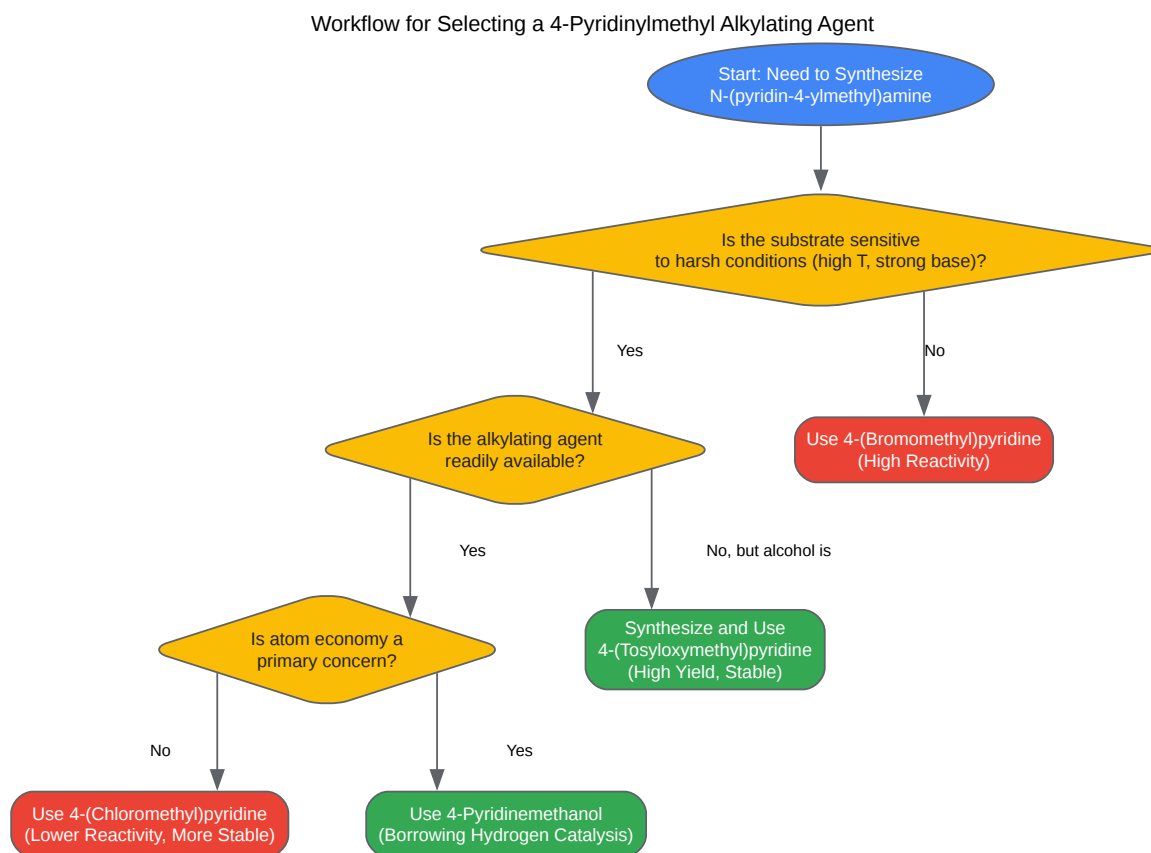 Workflow for Selecting a 4-Pyridinylmethyl Alkylating Agent
Start: Need to Synthesize
N-(pyridin-4-ylmethyl)amine
Is the substrate sensitive
to harsh conditions (high T, strong base)?
Yes
No
Is the alkylating agent
readily available?
Use 4-(Bromomethyl)pyridine
(High Reactivity)
Yes
No, but alcohol is
Is atom economy a
primary concern?
Synthesize and Use
4-(Tosyloxymethyl)pyridine
(High Yield, Stable)
No
Yes
Use 4-(Chloromethyl)pyridine
(Lower Reactivity, More Stable)
Use 4-Pyridinemethanol
(Borrowing Hydrogen Catalysis)